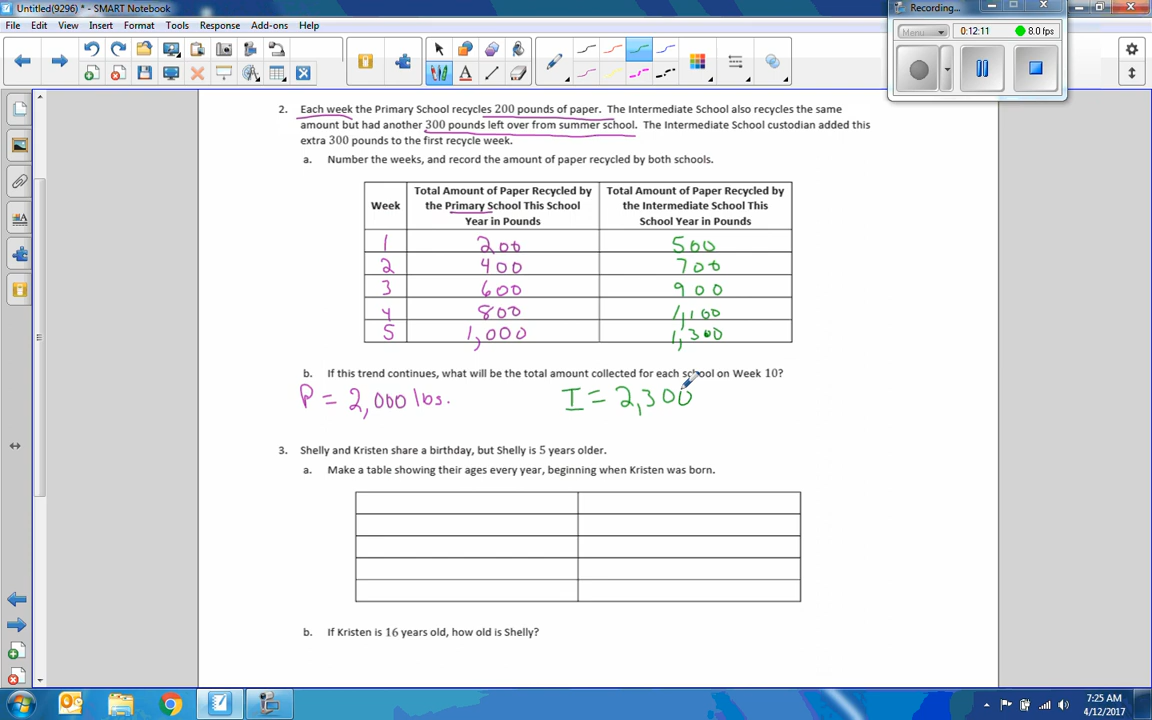 Untitled(9296) * - SMART Notebook
Recording...
File Edit View Insert Format Tools Response Add-ons Help
Menu 0:12:11 8.0 fps
2. Each week the Primary School recycles 200 pounds of paper. The Intermediate School also recycles the same
amount but had another 300 pounds left over from summer school. The Intermediate School custodian added this
extra 300 pounds to the first recycle week.
a. Number the weeks, and record the amount of paper recycled by both schools.
Week
Total Amount of Paper Recycled by
the Primary School This School
Year in Pounds
Total Amount of Paper Recycled by
the Intermediate School This
School Year in Pounds
1 200 500
2 400 700
3 600 900
4 800 1,100
5 1,000 1,300
b. If this trend continues, what will be the total amount collected for each school on Week 10?
P = 2,000 lbs. I = 2,300
3. Shelly and Kristen share a birthday, but Shelly is 5 years older.
a. Make a table showing their ages every year, beginning when Kristen was born.
b. If Kristen is 16 years old, how old is Shelly?
7:25 AM
4/12/2017